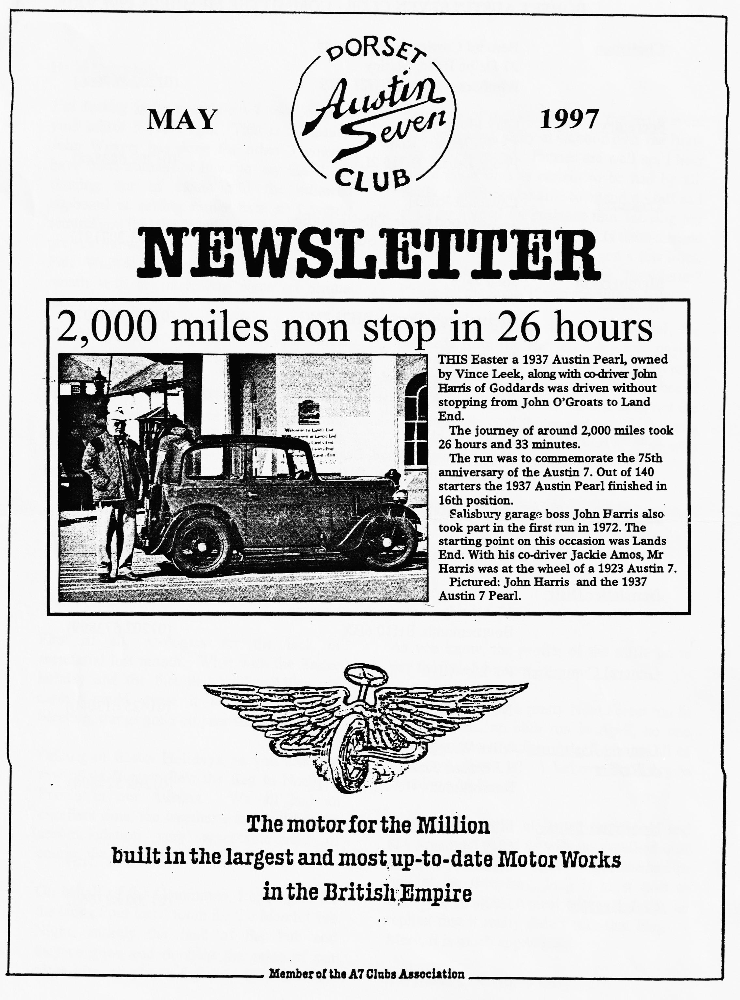 DORSET
Austin
Seven
CLUB
MAY
1997
NEWSLETTER
2,000 miles non stop in 26 hours
THIS Easter a 1937 Austin Pearl, owned
by Vince Leek, along with co-driver John
Harris of Goddards was driven without
stopping from John O'Groats to Land
End.
The journey of around 2,000 miles took
26 hours and 33 minutes.
The run was to commemorate the 75th
anniversary of the Austin 7. Out of 140
starters the 1937 Austin Pearl finished in
16th position.
Salisbury garage boss John Harris also
took part in the first run in 1972. The
starting point on this occasion was Lands
End. With his co-driver Jackie Amos, Mr
Harris was at the wheel of a 1923 Austin 7.
Pictured: John Harris and the 1937
Austin 7 Pearl.
Welcome to Land's End
in Land's End
Land's End
Land's End
Land's End
The motor for the Million
built in the largest and most up-to-date Motor Works
in the British Empire
Member of the A7 Clubs Association